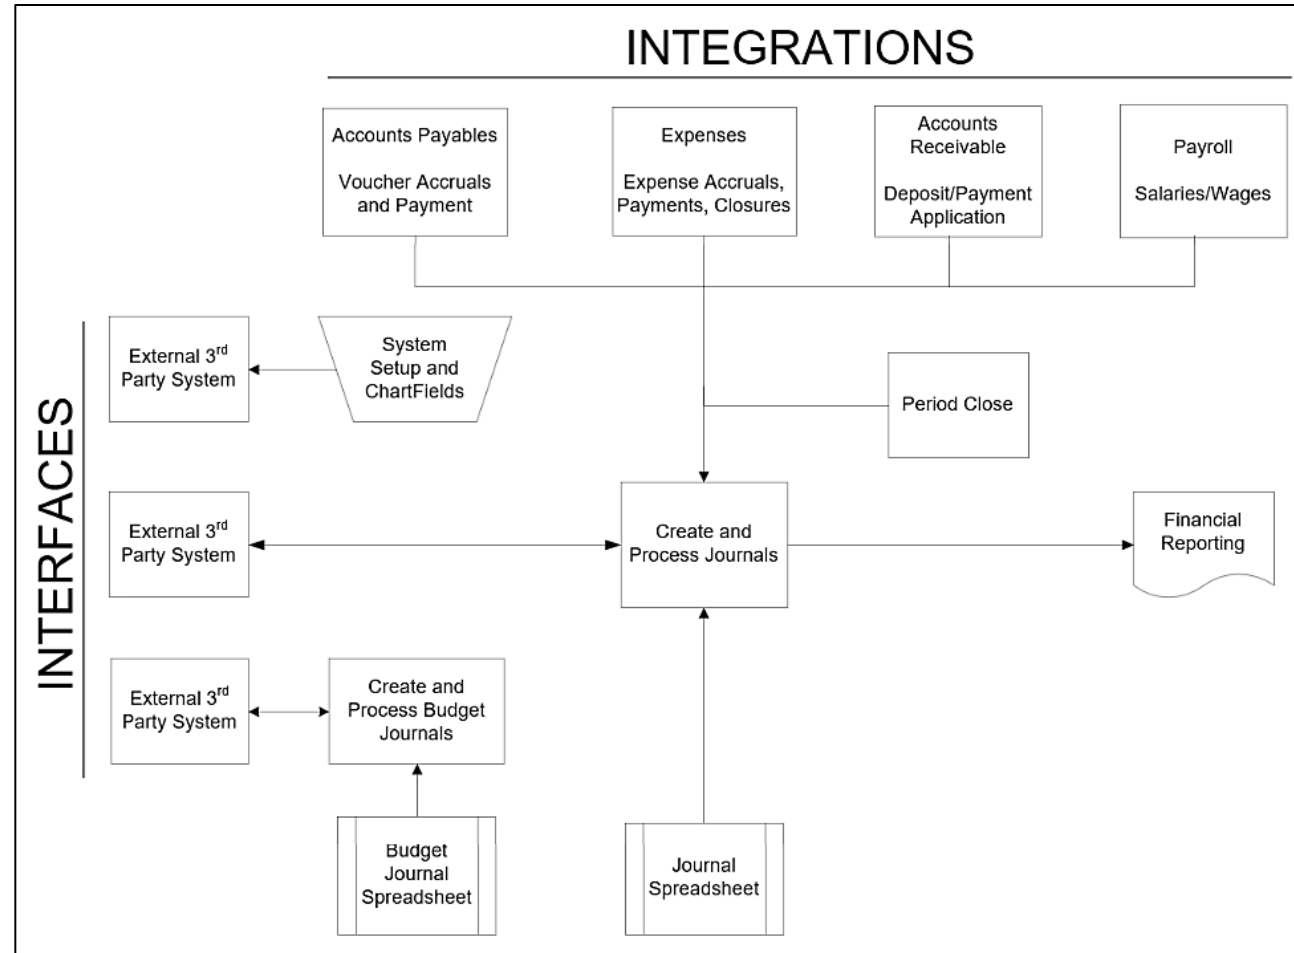 INTEGRATIONS
Accounts Payables
Voucher Accruals
and Payment
Expenses
Expense Accruals,
Payments, Closures
Accounts
Receivable
Deposit/Payment
Application
Payroll
Salaries/Wages
INTERFACES
External 3rd
Party System
System
Setup and
ChartFields
Period Close
External 3rd
Party System
Create and
Process Journals
Financial
Reporting
External 3rd
Party System
Create and
Process Budget
Journals
Budget
Journal
Spreadsheet
Journal
Spreadsheet